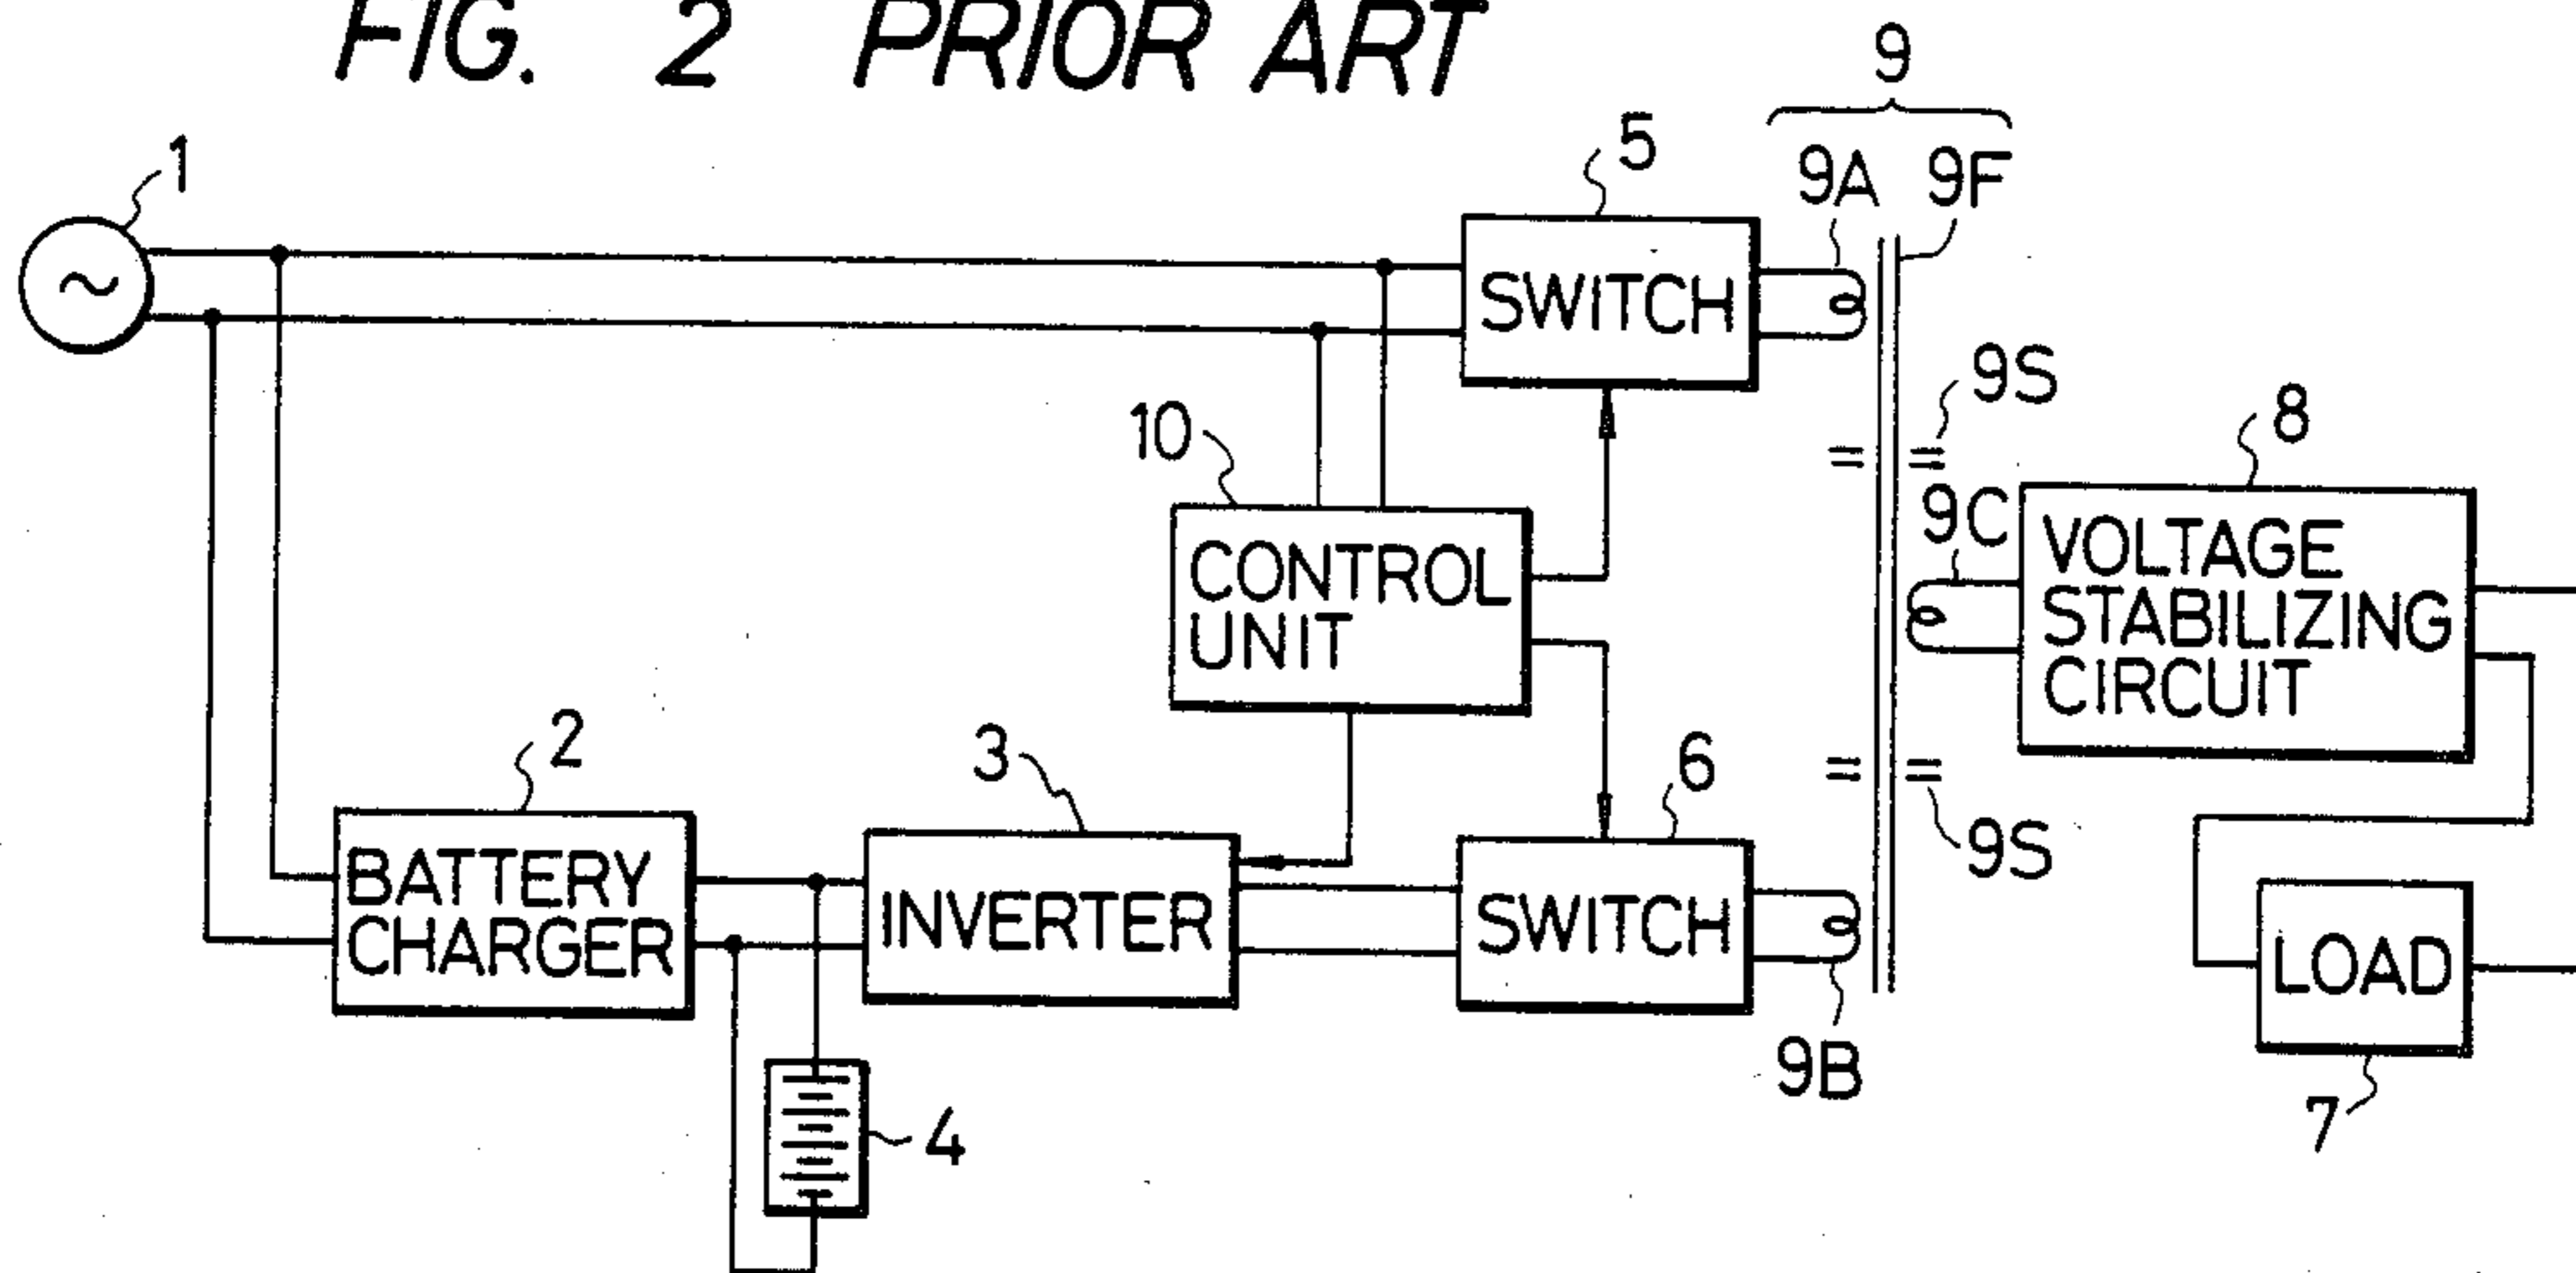 FIG. 2 PRIOR ART
9
1
5
9A 9F
~
SWITCH
9S
10
8
9C
CONTROL
UNIT
VOLTAGE
STABILIZING
CIRCUIT
2
3
6
9S
BATTERY
CHARGER
INVERTER
SWITCH
LOAD
9B
4
7